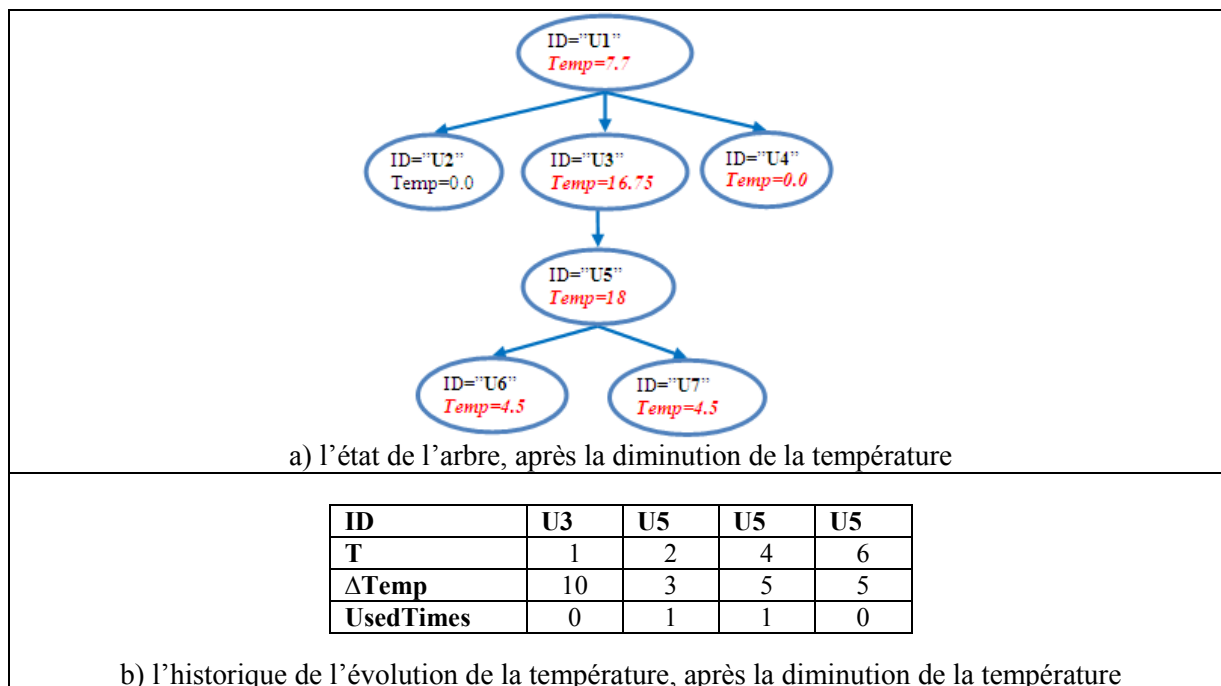 ID=”U1”
Temp=7.7
ID=”U2”
Temp=0.0
ID=”U3”
Temp=16.75
ID=”U4”
Temp=0.0
ID=”U5”
Temp=18
ID=”U6”
Temp=4.5
ID=”U7”
Temp=4.5
a) l’état de l’arbre, après la diminution de la température
ID U3 U5 U5 U5
T 1 2 4 6
∆Temp 10 3 5 5
UsedTimes 0 1 1 0
b) l’historique de l’évolution de la température, après la diminution de la température